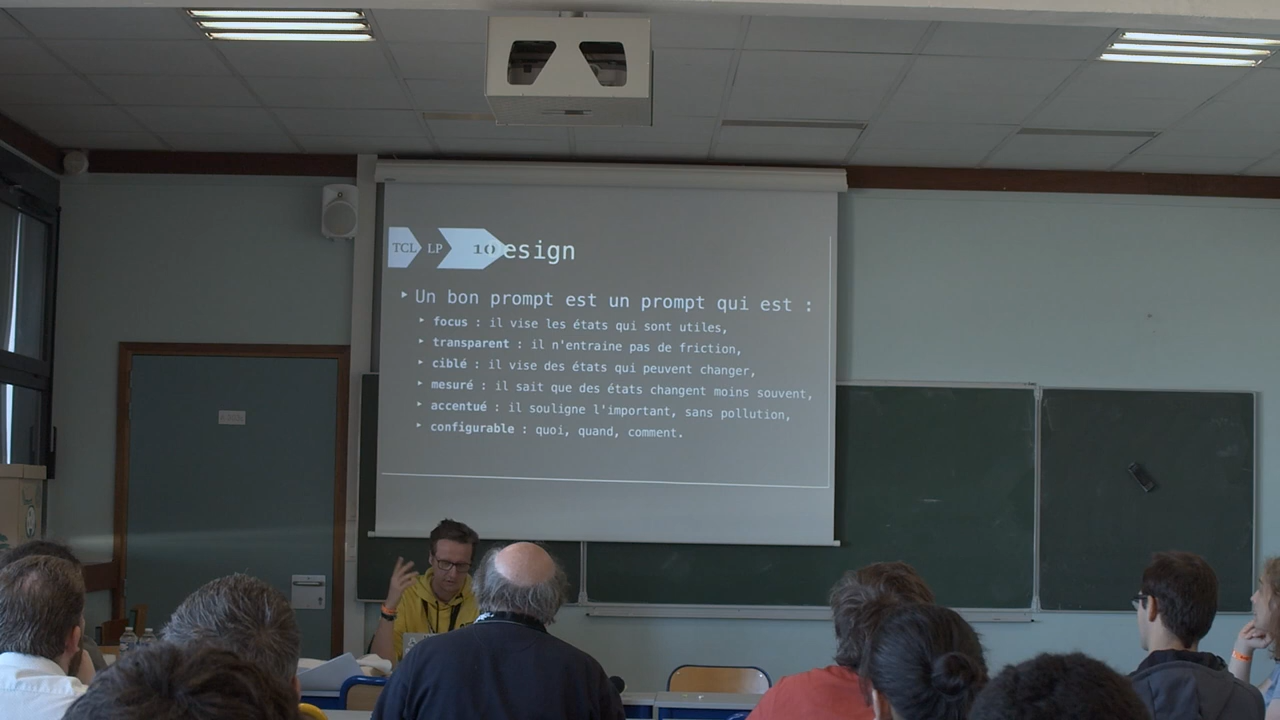 TCL LP 10 esign
▸ Un bon prompt est un prompt qui est :
▸ focus : il vise les états qui sont utiles,
▸ transparent : il n'entraine pas de friction,
▸ ciblé : il vise des états qui peuvent changer,
▸ mesuré : il sait que des états changent moins souvent,
▸ accentué : il souligne l'important, sans pollution,
▸ configurable : quoi, quand, comment.